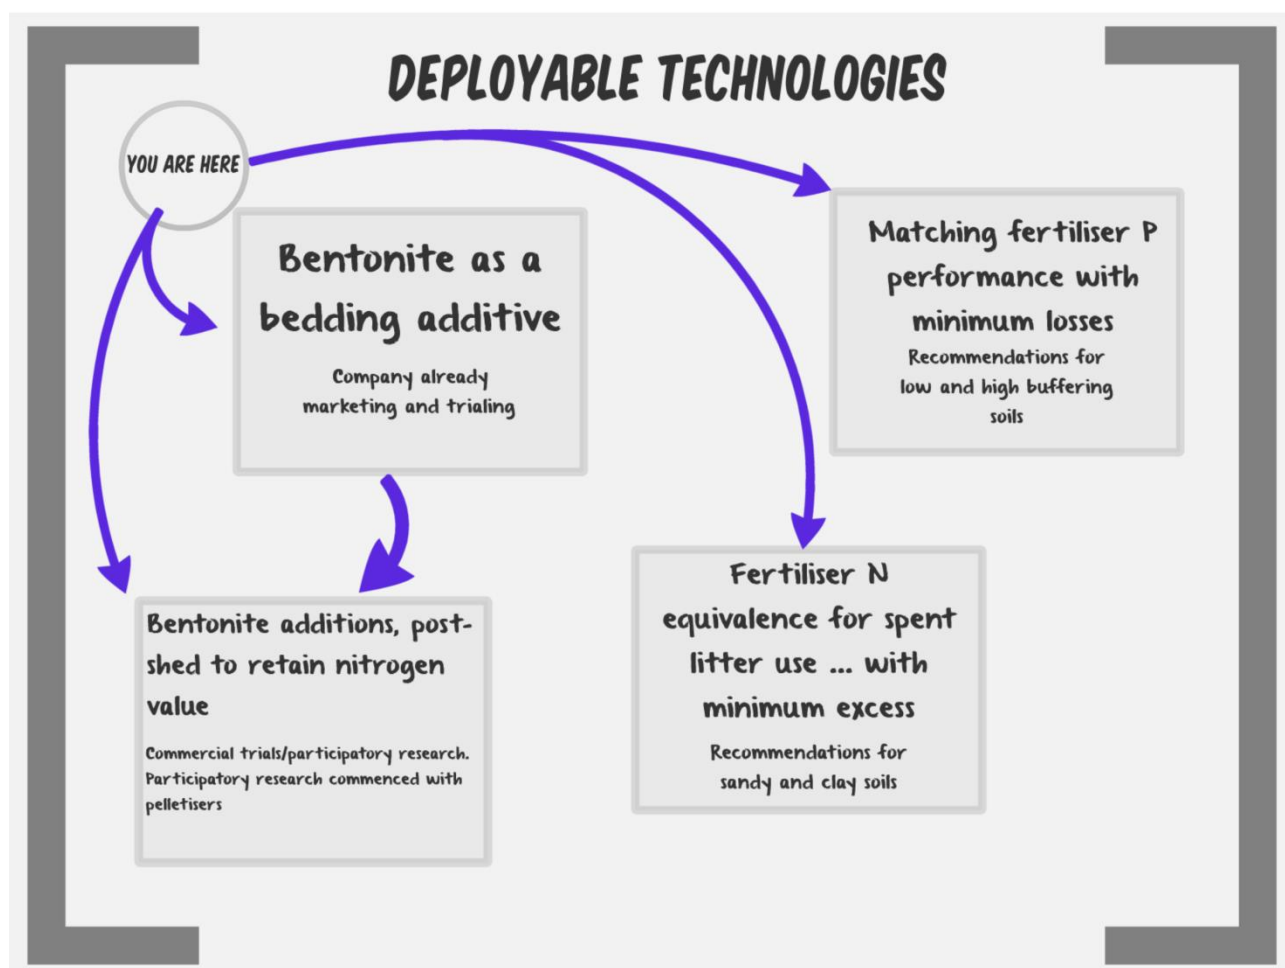 DEPLOYABLE TECHNOLOGIES
YOU ARE HERE
Bentonite as a
bedding additive
Company already
marketing and trialing
Matching fertiliser P
performance with
minimum losses
Recommendations for
low and high buffering
soils
Bentonite additions, post-
shed to retain nitrogen
value
Commercial trials/participatory research.
Participatory research commenced with
pelletisers
Fertiliser N
equivalence for spent
litter use ... with
minimum excess
Recommendations for
sandy and clay soils